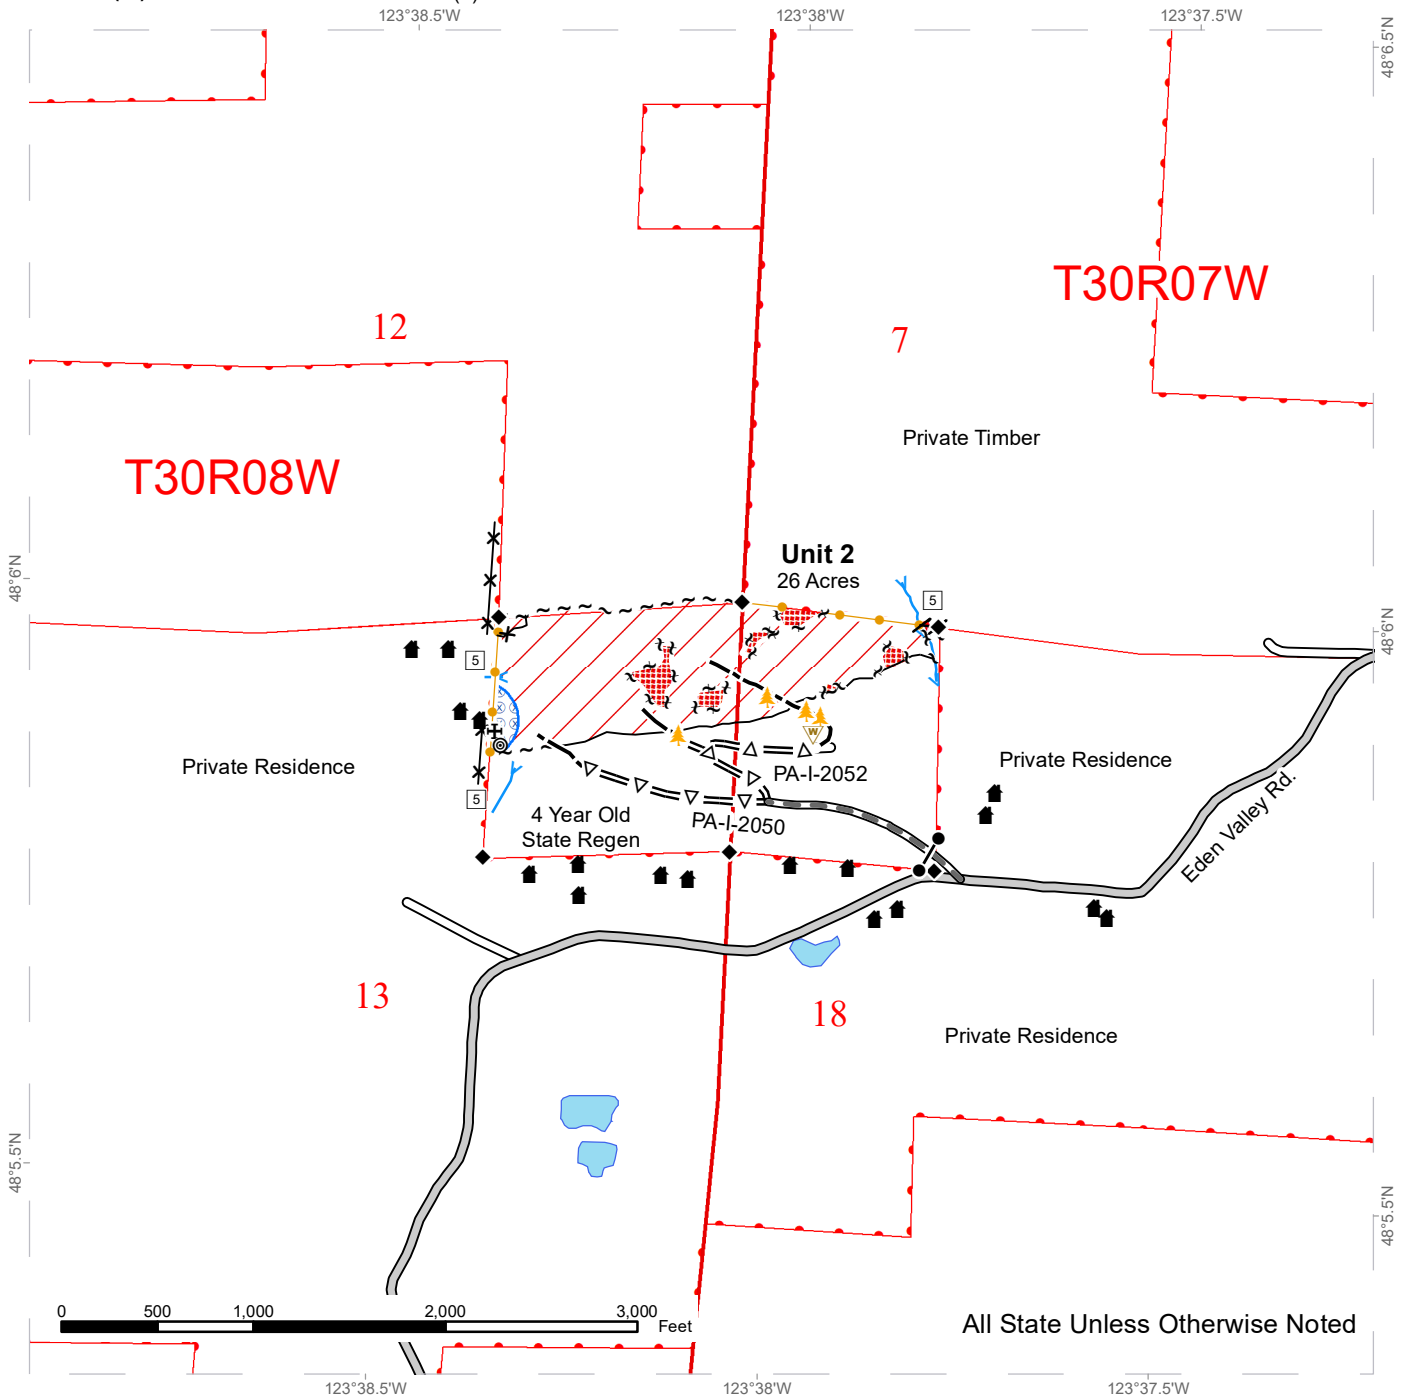 123°38.5'W
123°38'W
123°37.5'W
48°6.5'N
T30R07W
12
7
Private Timber
T30R08W
Unit 2
26 Acres
48°6'N
5
48°6'N
5
W
Private Residence
Private Residence
PA-I-2052
5
4 Year Old
State Regen
PA-I-2050
Eden Valley Rd.
13
18
Private Residence
48°5.5'N
48°5.5'N
0
500
1,000
2,000
3,000
Feet
All State Unless Otherwise Noted
123°38.5'W
123°38'W
123°37.5'W